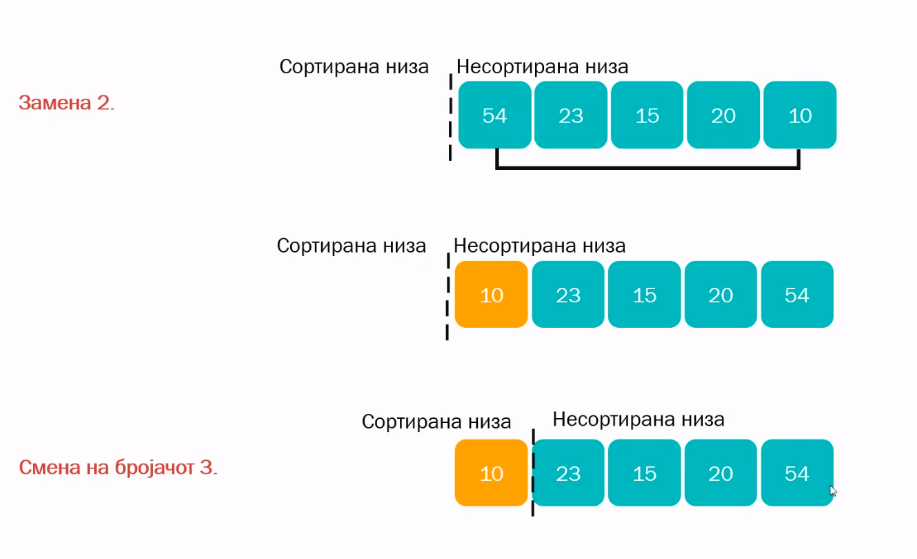 Сортирана низа Несортирана низа
Замена 2.
54 23 15 20 10
Сортирана низа Несортирана низа
10 23 15 20 54
Сортирана низа Несортирана низа
Смена на бројачот 3.
10 23 15 20 54